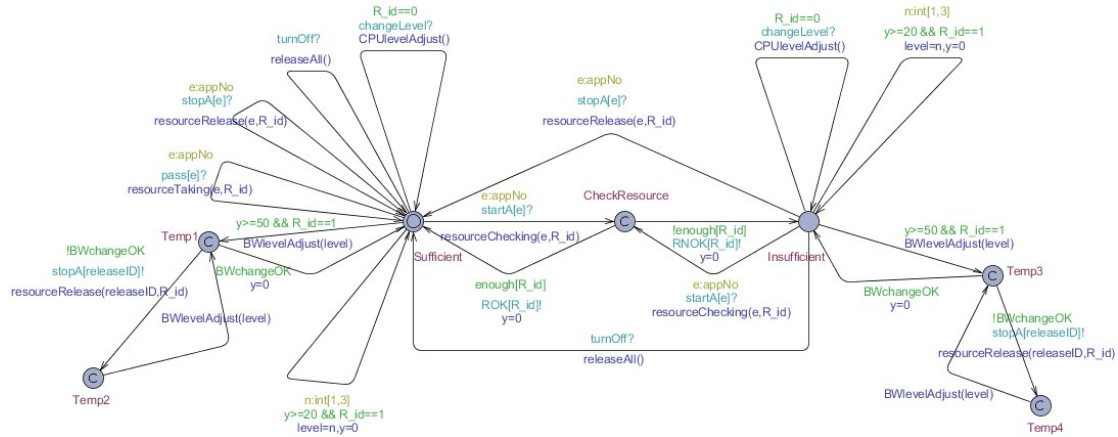 R_id==0
changeLevel?
CPUlevelAdjust()
turnOff?
releaseAll()
e:appNo
stopA[e]?
resourceRelease(e,R_id)
e:appNo
pass[e]?
resourceTaking(e,R_id)
e:appNo
stopA[e]?
resourceRelease(e,R_id)
R_id==0
changeLevel?
CPUlevelAdjust()
n:int[1,3]
y>=20 && R_id==1
level=n,y=0
y>=50 && R_id==1
BWlevelAdjust(level)
Temp1
BWchangeOK
y=0
!BWchangeOK
stopA[releaseID]!
resourceRelease(releaseID,R_id)
BWlevelAdjust(level)
Temp2
n:int[1,3]
y>=20 && R_id==1
level=n,y=0
Sufficient
e:appNo
startA[e]?
resourceChecking(e,R_id)
CheckResource
enough[R_id]
ROK[R_id]!
y=0
!enough[R_id]
RNOK[R_id]!
y=0
Insufficient
e:appNo
startA[e]?
resourceChecking(e,R_id)
turnOff?
releaseAll()
y>=50 && R_id==1
BWlevelAdjust(level)
Temp3
BWchangeOK
y=0
!BWchangeOK
stopA[releaseID]!
resourceRelease(releaseID,R_id)
BWlevelAdjust(level)
Temp4
C
C
C
C
C